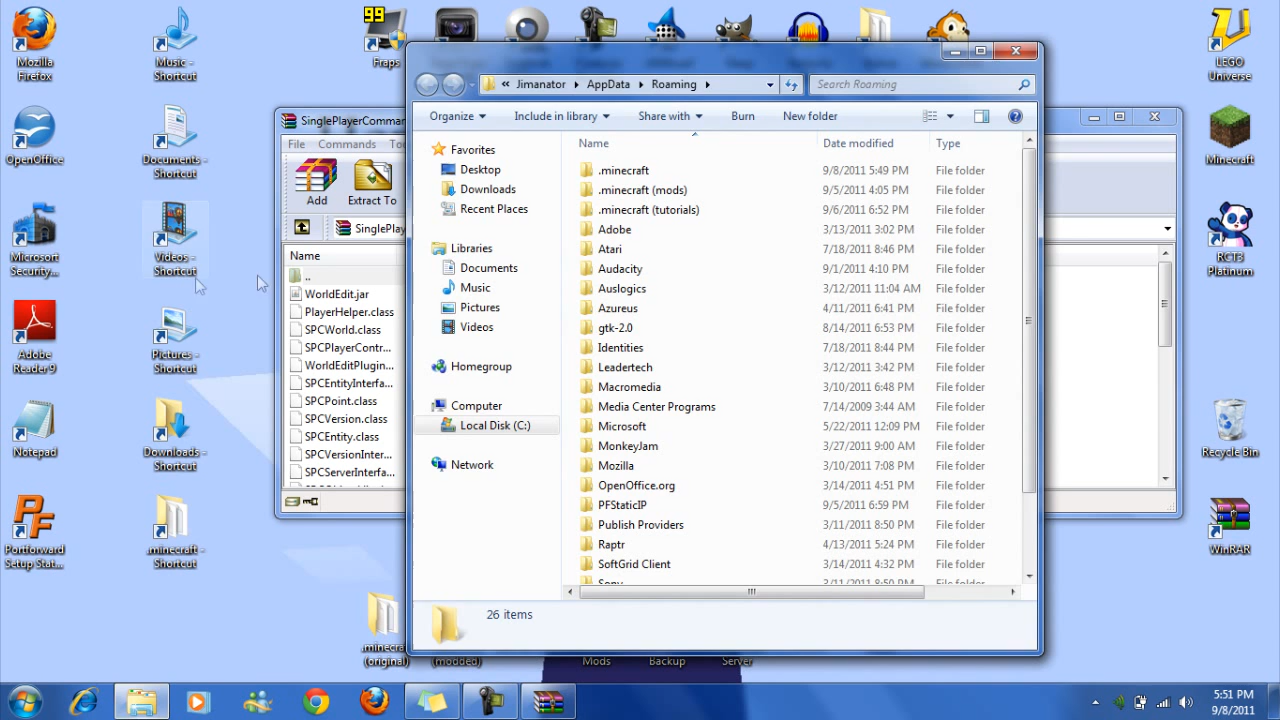 Mozilla
Firefox
OpenOffice
Microsort
Security...
Adobe
Reader 9
Notepad
Portforward
Setup Stat...
Music -
Shortcut
Documents -
Shortcut
Videos -
Shortcut
Pictures -
Shortcut
Downloads -
Shortcut
.minecraft -
Shortcut
99
Fraps
LEGO
Universe
Minecraft
RCT3
Platinum
Recycle Bin
WinRAR
SinglePlayerComman
File Commands Too
Add
Extract To
SinglePlay
Name
..
WorldEdit.jar
PlayerHelper.class
SPCWorld.class
SPCPlayerContr...
WorldEditPlugin...
SPCEntityInterfa...
SPCPoint.class
SPCVersion.class
SPCEntity.class
SPCVersionInter...
SPCServerInterfa...
« Jimanator AppData Roaming
Search Roaming
Organize Include in library Share with Burn New folder
Favorites
Desktop
Downloads
Recent Places
Libraries
Documents
Music
Pictures
Videos
Homegroup
Computer
Local Disk (C:)
Network
Name Date modified Type
.minecraft 9/8/2011 5:49 PM File folder
.minecraft (mods) 9/5/2011 4:05 PM File folder
.minecraft (tutorials) 9/6/2011 6:52 PM File folder
Adobe 3/13/2011 3:02 PM File folder
Atari 7/18/2011 8:46 PM File folder
Audacity 9/1/2011 4:10 PM File folder
Auslogics 3/12/2011 11:04 AM File folder
Azureus 4/11/2011 6:41 PM File folder
gtk-2.0 8/14/2011 6:53 PM File folder
Identities 7/18/2011 8:44 PM File folder
Leadertech 3/12/2011 3:42 PM File folder
Macromedia 3/10/2011 6:48 PM File folder
Media Center Programs 7/14/2009 3:44 AM File folder
Microsoft 5/22/2011 12:09 PM File folder
MonkeyJam 3/27/2011 9:00 AM File folder
Mozilla 3/10/2011 7:08 PM File folder
OpenOffice.org 3/14/2011 4:51 PM File folder
PFStaticIP 9/5/2011 6:59 PM File folder
Publish Providers 3/11/2011 8:50 PM File folder
Raptr 4/13/2011 5:24 PM File folder
SoftGrid Client 3/14/2011 4:32 PM File folder
Sony 3/11/2011 8:50 PM File folder
26 items
.minecra
(original) (modded) Mods Backup Server
5:51 PM
9/8/2011